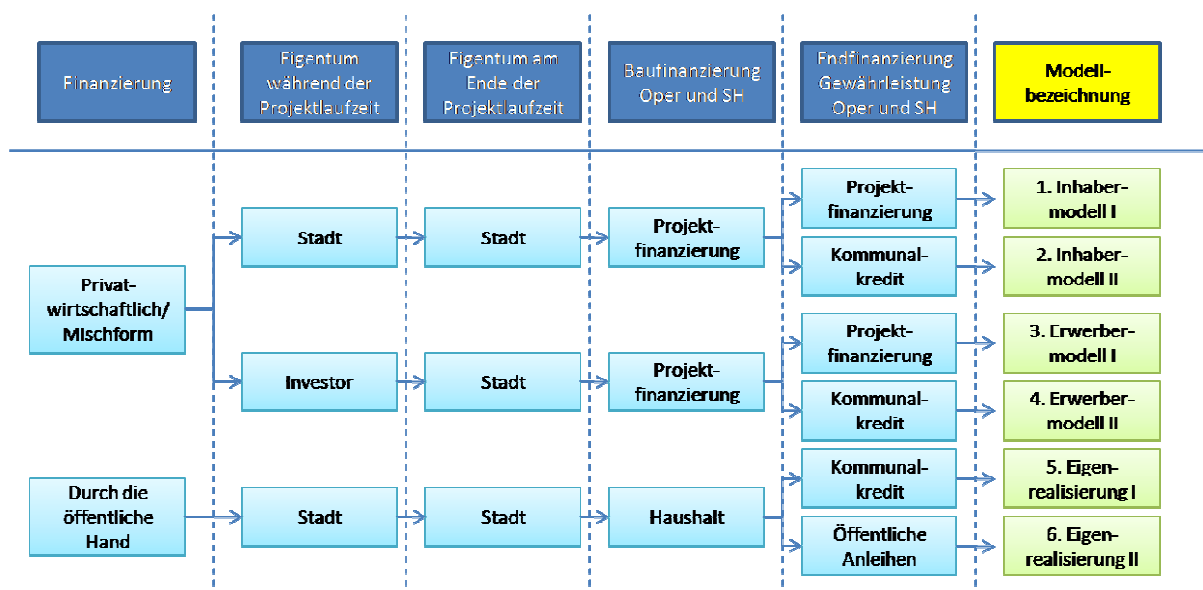 Finanzierung
Eigentum
während der
Projektlaufzeit
Eigentum am
Ende der
Projektlaufzeit
Baufinanzierung
Oper und SH
Endfinanzierung
Gewährleistung
Oper und SH
Modell-
bezeichnung
Privat-
wirtschaftlich/
Mischform
Stadt
Stadt
Projekt-
finanzierung
Projekt-
finanzierung
1. Inhaber-
modell I
Kommunal-
kredit
2. Inhaber-
modell II
Investor
Stadt
Projekt-
finanzierung
Projekt-
finanzierung
3. Erwerber-
modell I
Kommunal-
kredit
4. Erwerber-
modell II
Durch die
öffentliche
Hand
Stadt
Stadt
Haushalt
Kommunal-
kredit
5. Eigen-
realisierung I
Öffentliche
Anleihen
6. Eigen-
realisierung II